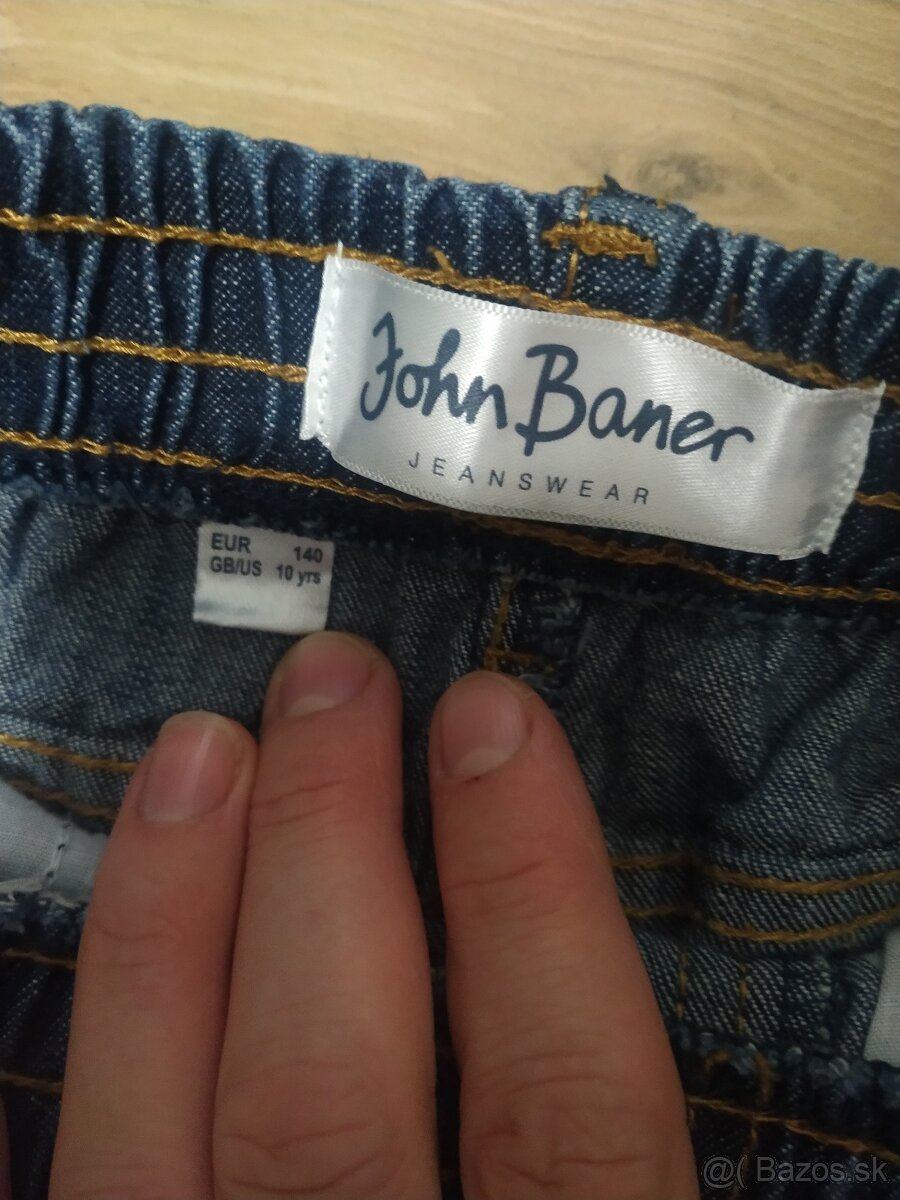 John Baner
JEANSWEAR
EUR 140
GB/US 10 yrs
@( Bazos.sk